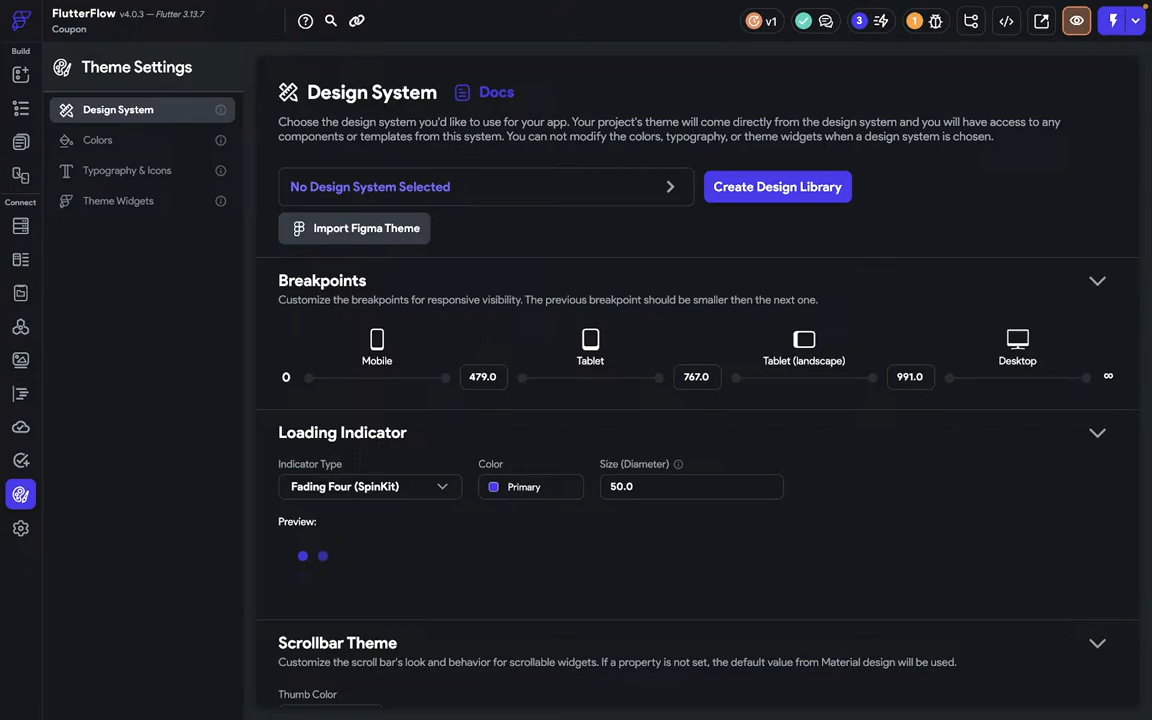 FlutterFlow v4.0.3 — Flutter 3.13.7
Coupon
v1
3
1
Build
Connect
Theme Settings
Design System
Colors
Typography & Icons
Theme Widgets
Design System Docs
Choose the design system you'd like to use for your app. Your project's theme will come directly from the design system and you will have access to any
components or templates from this system. You can not modify the colors, typography, or theme widgets when a design system is chosen.
No Design System Selected
Create Design Library
Import Figma Theme
Breakpoints
Customize the breakpoints for responsive visibility. The previous breakpoint should be smaller then the next one.
Mobile
Tablet
Tablet (landscape)
Desktop
0
479.0
767.0
991.0
∞
Loading Indicator
Indicator Type
Color
Size (Diameter)
Fading Four (SpinKit)
Primary
50.0
Preview:
Scrollbar Theme
Customize the scroll bar's look and behavior for scrollable widgets. If a property is not set, the default value from Material design will be used.
Thumb Color